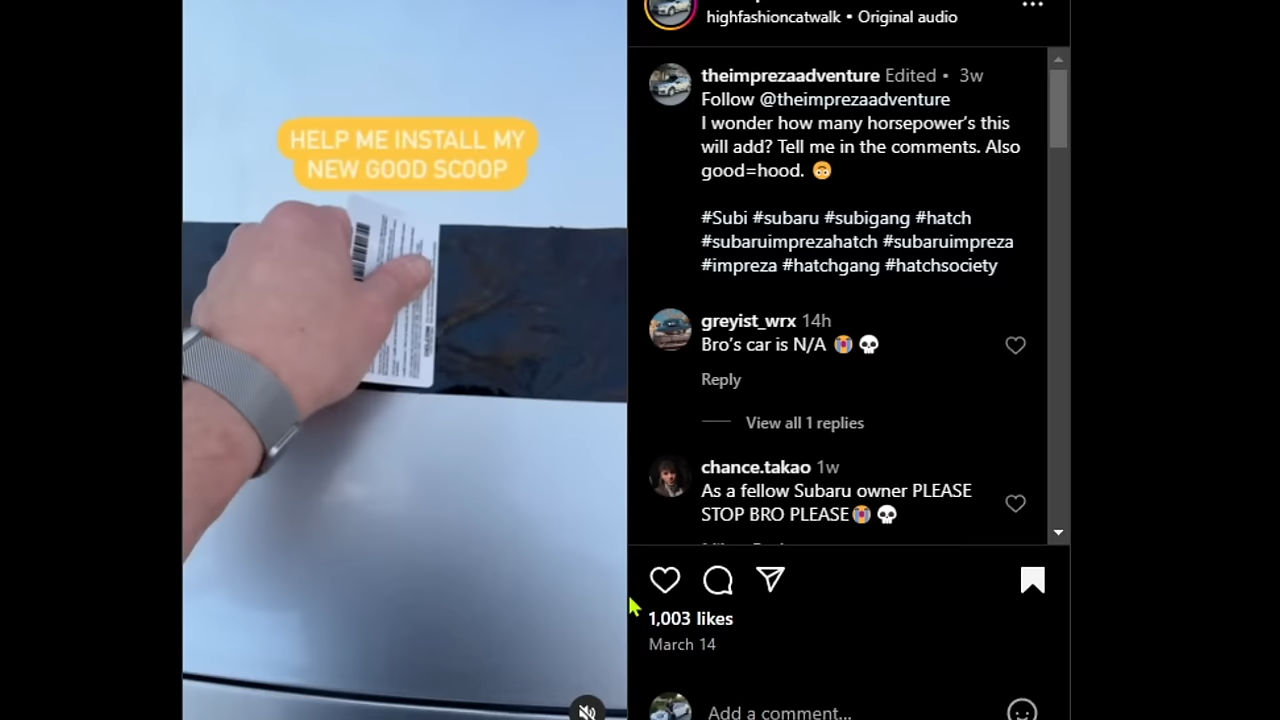 highfashioncatwalk • Original audio
HELP ME INSTALL MY
NEW GOOD SCOOP
theimprezaadventure Edited • 3w
Follow @theimprezaadventure
I wonder how many horsepower's this
will add? Tell me in the comments. Also
good=hood. 🙃
#Subi #subaru #subigang #hatch
#subaruimprezahatch #subaruimpreza
#impreza #hatchgang #hatchsociety
greyist_wrx 14h
Bro's car is N/A 😭💀
Reply
View all 1 replies
chance.takao 1w
As a fellow Subaru owner PLEASE
STOP BRO PLEASE😭💀
1,003 likes
March 14
Add a comment...